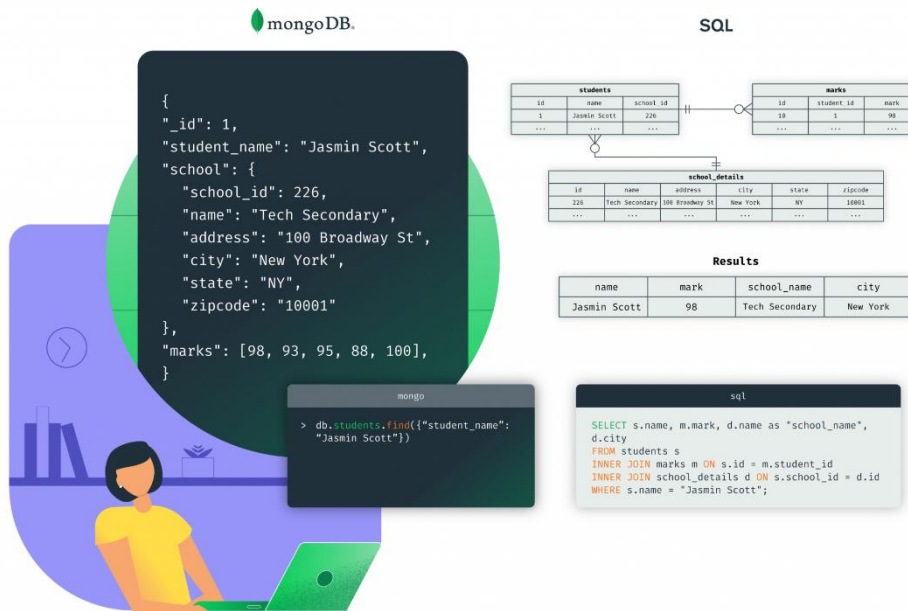 mongoDB.
{
"_id": 1,
"student_name": "Jasmin Scott",
"school": {
"school_id": 226,
"name": "Tech Secondary",
"address": "100 Broadway St",
"city": "New York",
"state": "NY",
"zipcode": "10001"
},
"marks": [98, 93, 95, 88, 100],
}
mongo
> db.students.find({“student_name”:
“Jasmin Scott”})
SQL
students
id name school_id
1 Jasmin Scott 226
... ... ...
marks
id student_id mark
10 1 98
... ... ...
school_details
id name address city state zipcode
226 Tech Secondary 100 Broadway St New York NY 10001
... ... ... ... ... ...
Results
name mark school_name city
Jasmin Scott 98 Tech Secondary New York
sql
SELECT s.name, m.mark, d.name as "school_name",
d.city
FROM students s
INNER JOIN marks m ON s.id = m.student_id
INNER JOIN school_details d ON s.school_id = d.id
WHERE s.name = "Jasmin Scott";